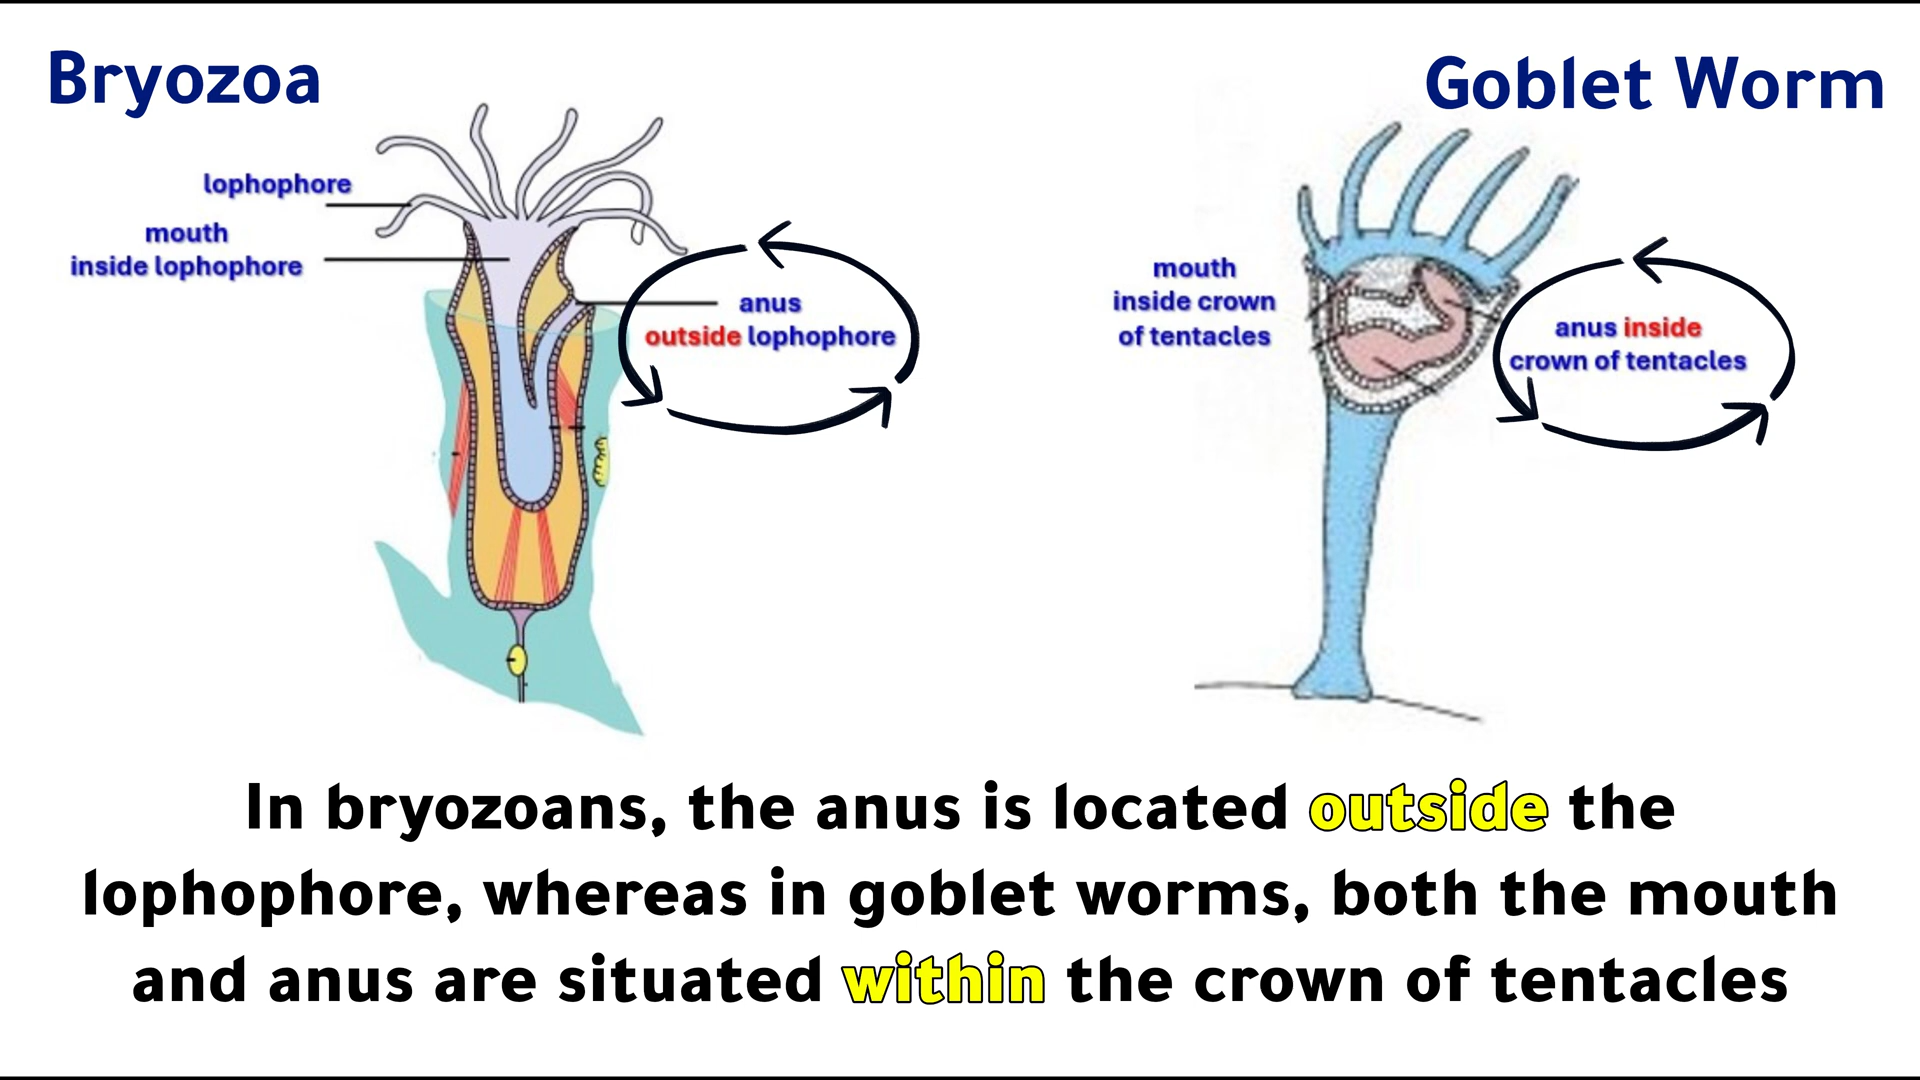 Bryozoa
Goblet Worm
lophophore
mouth
inside lophophore
anus
outside lophophore
mouth
inside crown
of tentacles
anus inside
crown of tentacles
In bryozoans, the anus is located outside the
lophophore, whereas in goblet worms, both the mouth
and anus are situated within the crown of tentacles